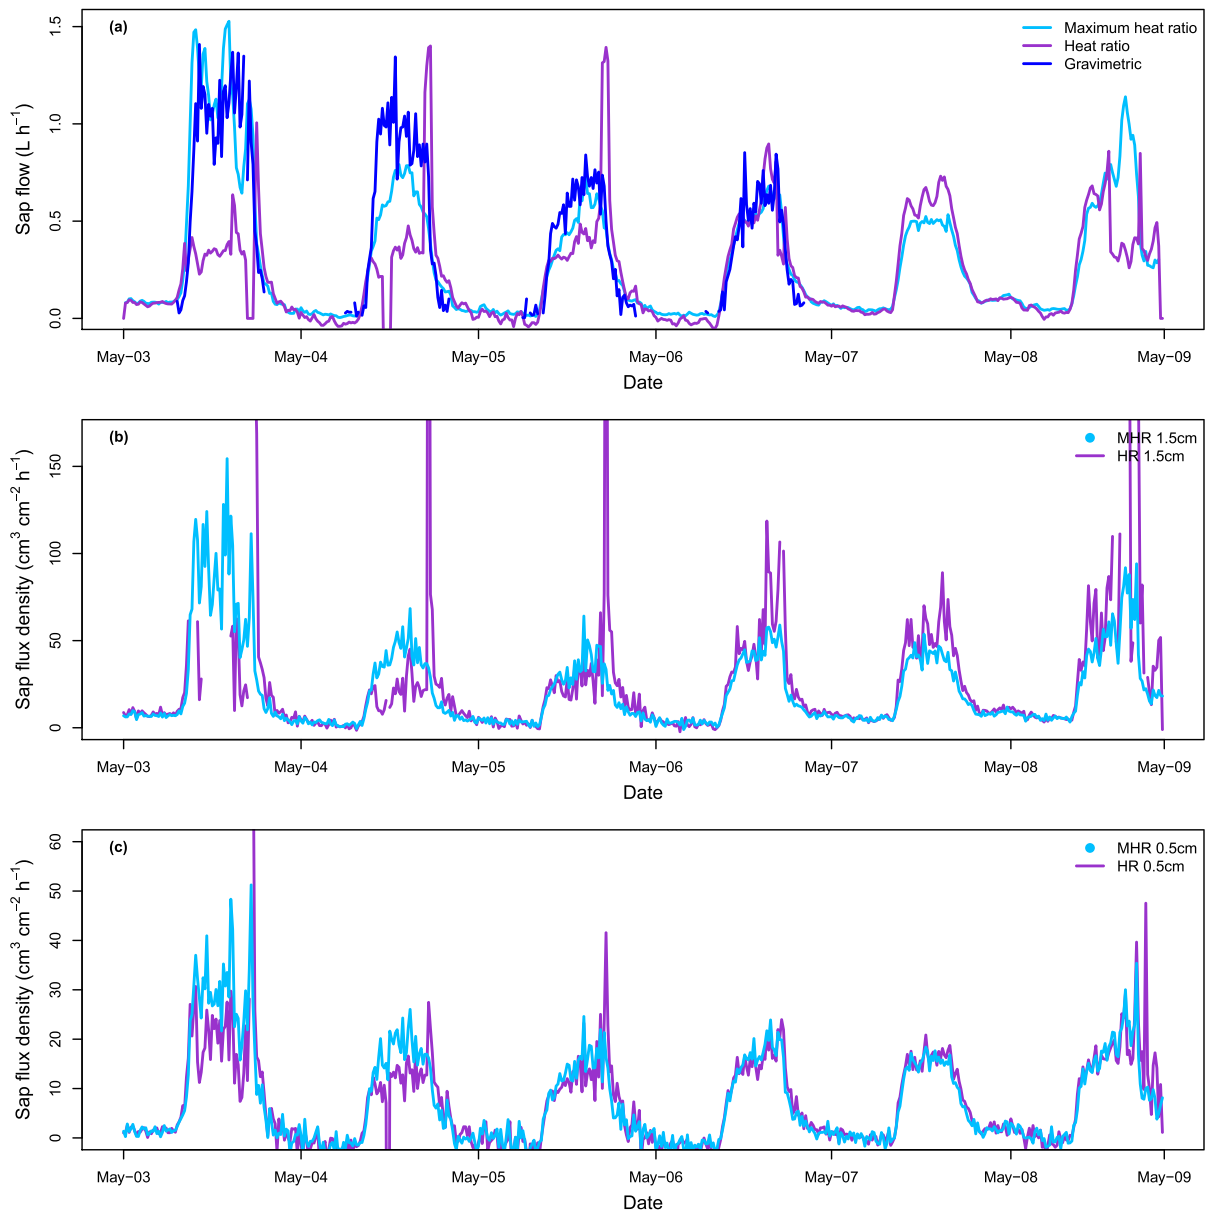 (a)
Maximum heat ratio
Heat ratio
Gravimetric
Sap flow (L h⁻¹)
1.5
1.0
0.5
0.0
May−03 May−04 May−05 May−06 May−07 May−08 May−09
Date
(b)
MHR 1.5cm
HR 1.5cm
Sap flux density (cm³ cm⁻² h⁻¹)
150
100
50
0
May−03 May−04 May−05 May−06 May−07 May−08 May−09
Date
(c)
MHR 0.5cm
HR 0.5cm
Sap flux density (cm³ cm⁻² h⁻¹)
60
50
40
30
20
10
0
May−03 May−04 May−05 May−06 May−07 May−08 May−09
Date